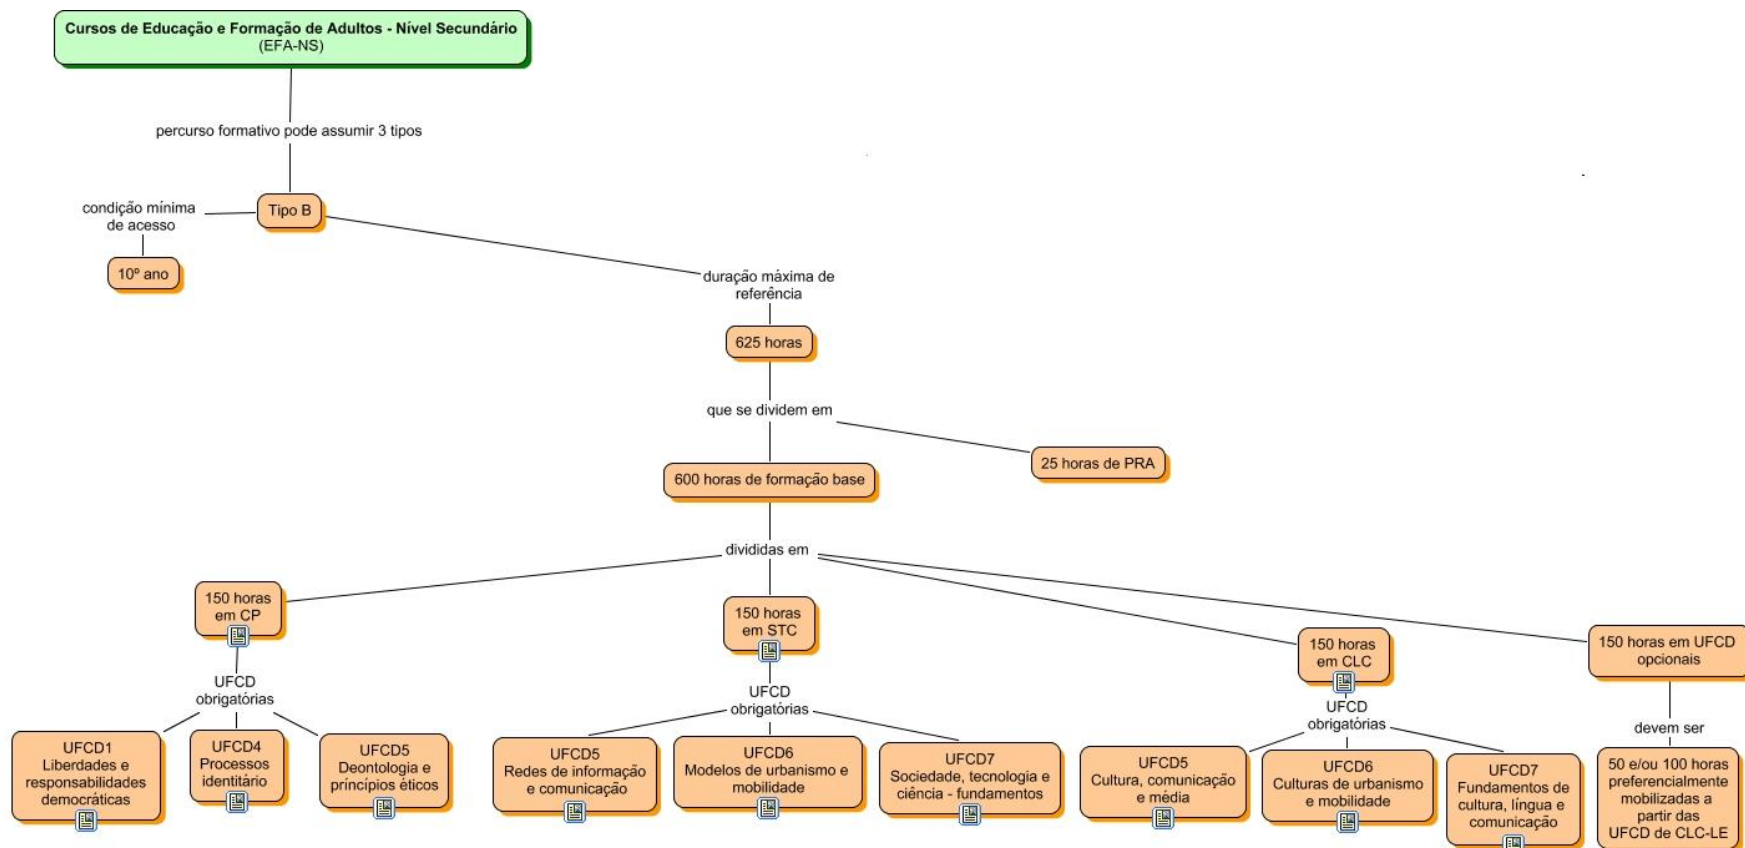 Cursos de Educação e Formação de Adultos - Nível Secundário
(EFA-NS)
percurso formativo pode assumir 3 tipos
condição mínima
de acesso
Tipo B
10º ano
duração máxima de
referência
625 horas
que se dividem em
25 horas de PRA
600 horas de formação base
divididas em
150 horas
em CP
150 horas
em STC
150 horas
em CLC
150 horas em UFCD
opcionais
UFCD
obrigatórias
UFCD
obrigatórias
UFCD
obrigatórias
devem ser
UFCD1
Liberdades e
responsabilidades
democráticas
UFCD4
Processos
identitário
UFCD5
Deontologia e
príncípios éticos
UFCD5
Redes de informação
e comunicação
UFCD6
Modelos de urbanismo e
mobilidade
UFCD7
Sociedade, tecnologia e
ciência - fundamentos
UFCD5
Cultura, comunicação
e média
UFCD6
Culturas de urbanismo
e mobilidade
UFCD7
Fundamentos de
cultura, língua e
comunicação
50 e/ou 100 horas
preferencialmente
mobilizadas a
partir das
UFCD de CLC-LE